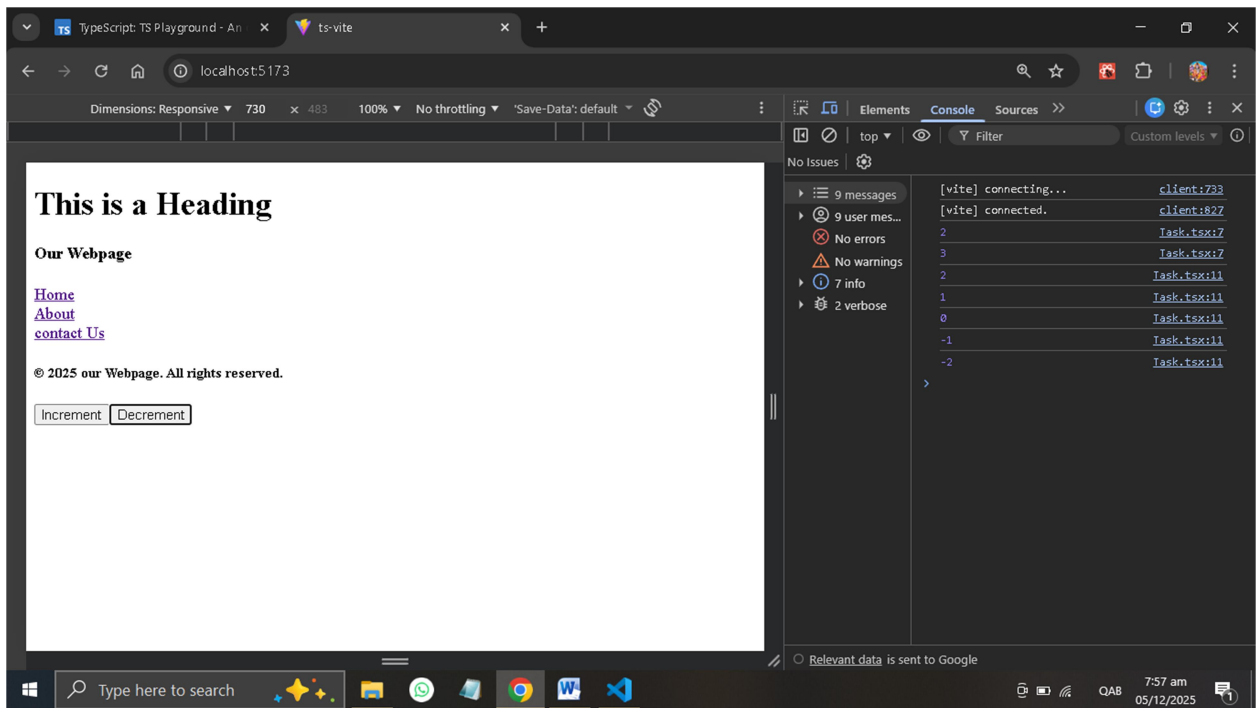 TypeScript: TS Playground - An
ts-vite
localhost:5173
Dimensions: Responsive 730 x 483 100% No throttling 'Save-Data': default
This is a Heading
Our Webpage
Home
About
contact Us
© 2025 our Webpage. All rights reserved.
Increment Decrement
Elements Console Sources
top Filter Custom levels
No Issues
9 messages
9 user mes...
No errors
No warnings
7 info
2 verbose
[vite] connecting... client:733
[vite] connected. client:827
2 Task.tsx:7
3 Task.tsx:7
2 Task.tsx:11
1 Task.tsx:11
0 Task.tsx:11
-1 Task.tsx:11
-2 Task.tsx:11
Relevant data is sent to Google
Type here to search
QAB
7:57 am
05/12/2025
1